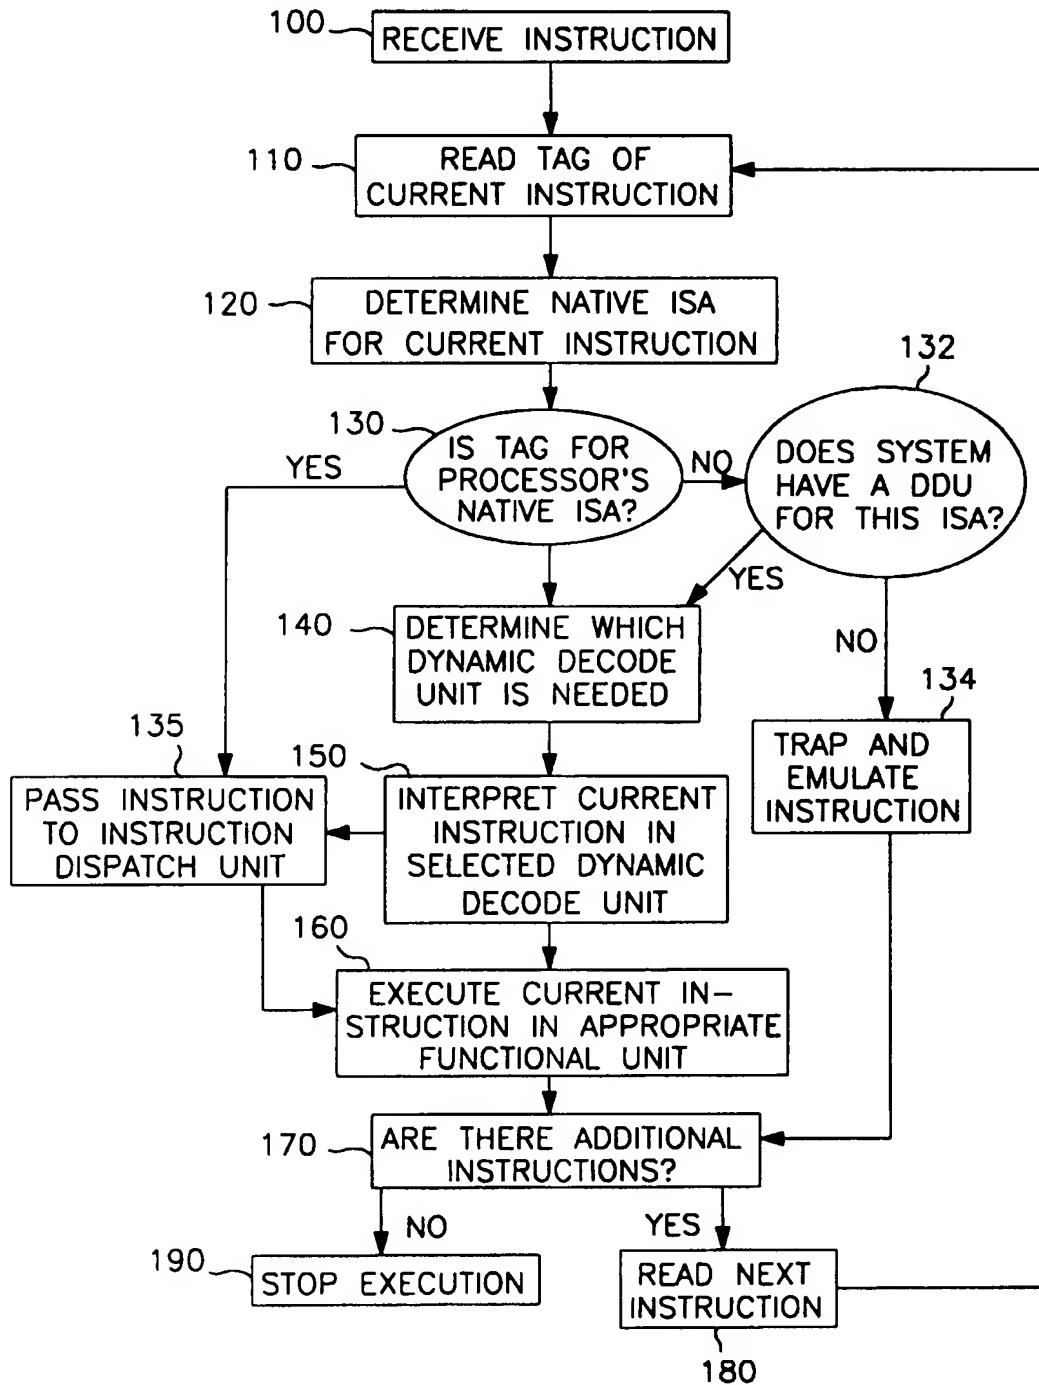 100
RECEIVE INSTRUCTION
110
READ TAG OF
CURRENT INSTRUCTION
120
DETERMINE NATIVE ISA
FOR CURRENT INSTRUCTION
130
IS TAG FOR
PROCESSOR'S
NATIVE ISA?
YES
NO
132
DOES SYSTEM
HAVE A DDU
FOR THIS ISA?
YES
NO
140
DETERMINE WHICH
DYNAMIC DECODE
UNIT IS NEEDED
134
TRAP AND
EMULATE
INSTRUCTION
135
PASS INSTRUCTION
TO INSTRUCTION
DISPATCH UNIT
150
INTERPRET CURRENT
INSTRUCTION IN
SELECTED DYNAMIC
DECODE UNIT
160
EXECUTE CURRENT IN-
STRUCTION IN APPROPRIATE
FUNCTIONAL UNIT
170
ARE THERE ADDITIONAL
INSTRUCTIONS?
NO
YES
190
STOP EXECUTION
READ NEXT
INSTRUCTION
180